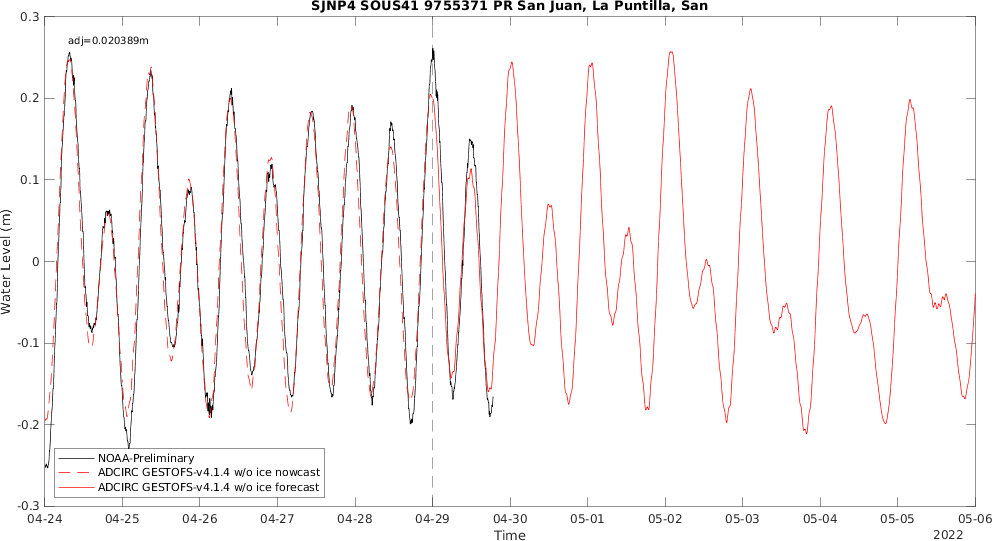 SJNP4 SOUS41 9755371 PR San Juan, La Puntilla, San
adj=0.020389m
0.3
0.2
0.1
0
-0.1
-0.2
-0.3
Water Level (m)
NOAA-Preliminary
ADCIRC GESTOFS-v4.1.4 w/o ice nowcast
ADCIRC GESTOFS-v4.1.4 w/o ice forecast
04-24 04-25 04-26 04-27 04-28 04-29 04-30 05-01 05-02 05-03 05-04 05-05 05-06
Time
2022